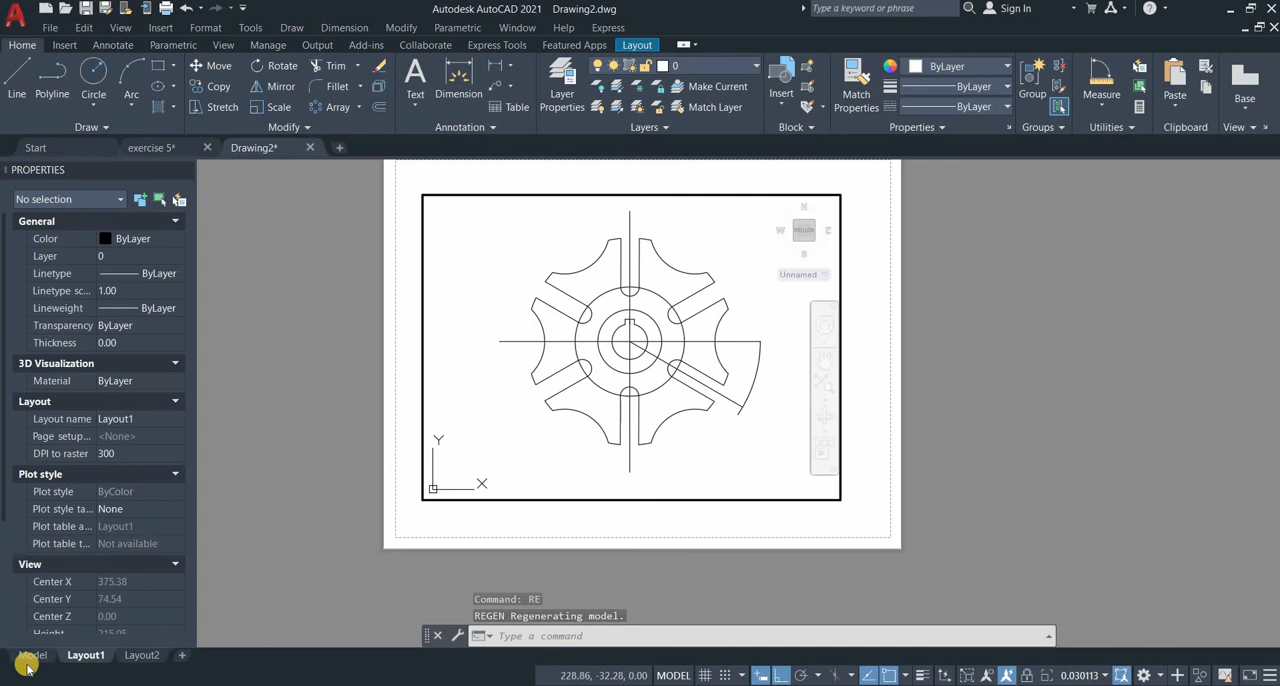 Autodesk AutoCAD 2021 Drawing2.dwg Type a keyword or phrase Sign In
File Edit View Insert Format Tools Draw Dimension Modify Parametric Window Help Express
Home Insert Annotate Parametric View Manage Output Add-ins Collaborate Express Tools Featured Apps Layout
Line Polyline Circle Arc Move Rotate Trim Text Dimension Layer Properties 0 Insert Match Properties ByLayer Group Measure Paste Base
Copy Mirror Fillet Make Current ByLayer
Stretch Scale Array Table Match Layer ByLayer
Draw Modify Annotation Layers Block Properties Groups Utilities Clipboard View
Start exercise 5* Drawing2*
PROPERTIES
No selection
General
Color ByLayer
Layer 0
Linetype ByLayer
Linetype sc... 1.00
Lineweight ByLayer
Transparency ByLayer
Thickness 0.00
3D Visualization
Material ByLayer
Layout
Layout name Layout1
Page setup... <None>
DPI to raster 300
Plot style
Plot style ByColor
Plot style ta... None
Plot table a... Layout1
Plot table t... Not available
View
Center X 375.38
Center Y 74.54
Center Z 0.00
Height 215.05
N
W E
S
Unnamed
Y
X
Command: RE
REGEN Regenerating model.
Type a command
Model Layout1 Layout2
228.86, -32.28, 0.00 MODEL 0.030113